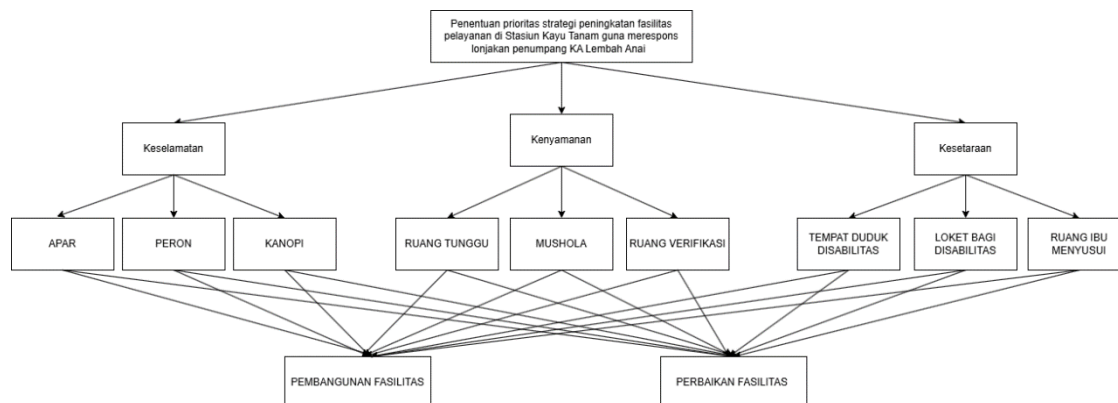 Penentuan prioritas strategi peningkatan fasilitas
pelayanan di Stasiun Kayu Tanam guna merespons
lonjakan penumpang KA Lembah Anai
Keselamatan
Kenyamanan
Kesetaraan
APAR
PERON
KANOPI
RUANG TUNGGU
MUSHOLA
RUANG VERIFIKASI
TEMPAT DUDUK
DISABILITAS
LOKET BAGI
DISABILITAS
RUANG IBU
MENYUSUI
PEMBANGUNAN FASILITAS
PERBAIKAN FASILITAS